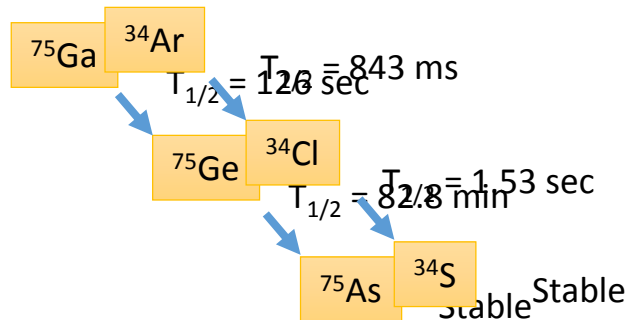 ³⁴Ar
⁷⁵Ga
T₁/₂ = 843 ms
T₁/₂ = 126 sec
³⁴Cl
⁷⁵Ge
T₁/₂ = 1.53 sec
T₁/₂ = 82.8 min
³⁴S
⁷⁵As
Stable
Stable